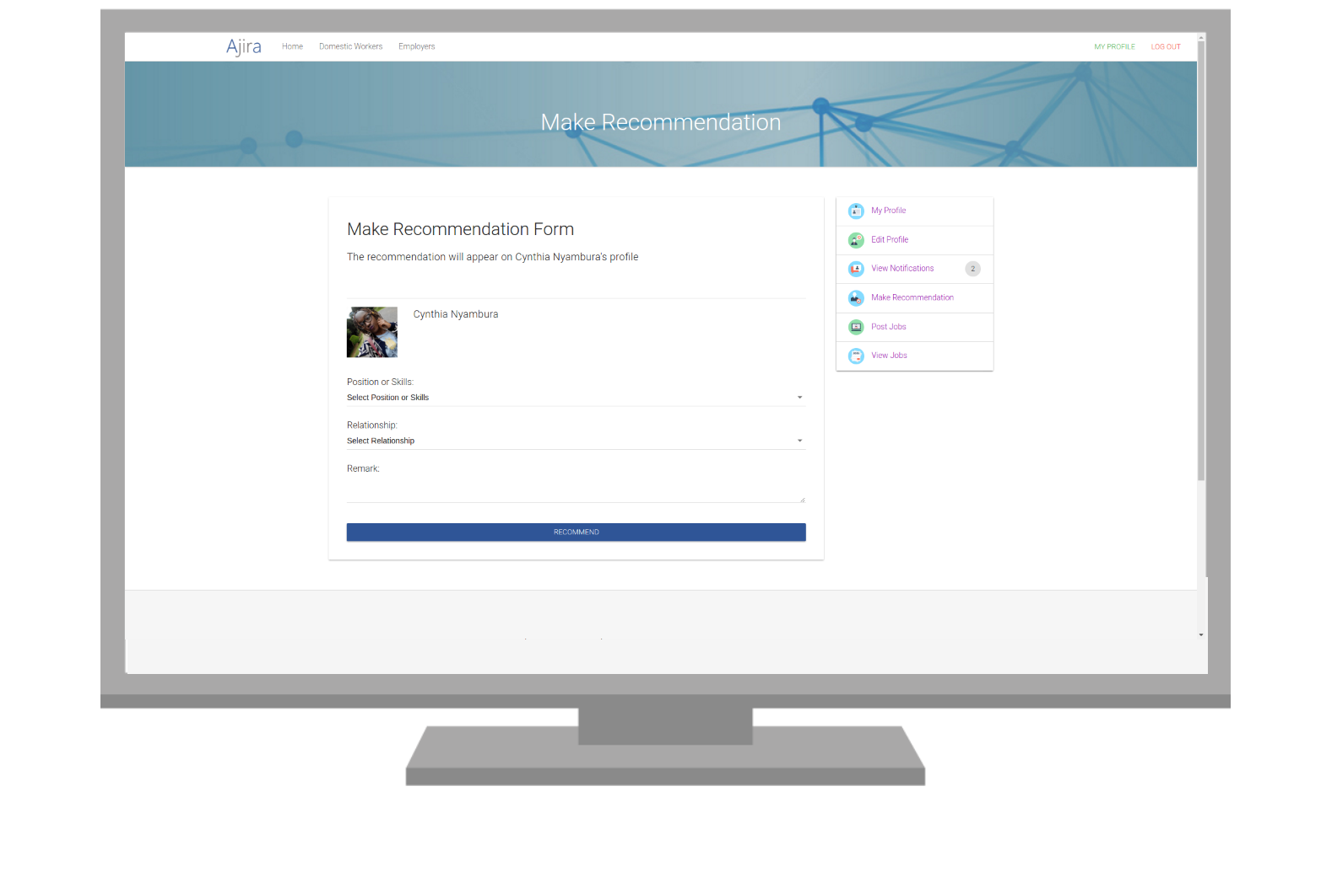 Ajira
Home
Domestic Workers
Employers
MY PROFILE
LOG OUT
Make Recommendation
Make Recommendation Form
The recommendation will appear on Cynthia Nyambura's profile
Cynthia Nyambura
Position or Skills:
Select Position or Skills
Relationship:
Select Relationship
Remark:
RECOMMEND
My Profile
Edit Profile
View Notifications 2
Make Recommendation
Post Jobs
View Jobs